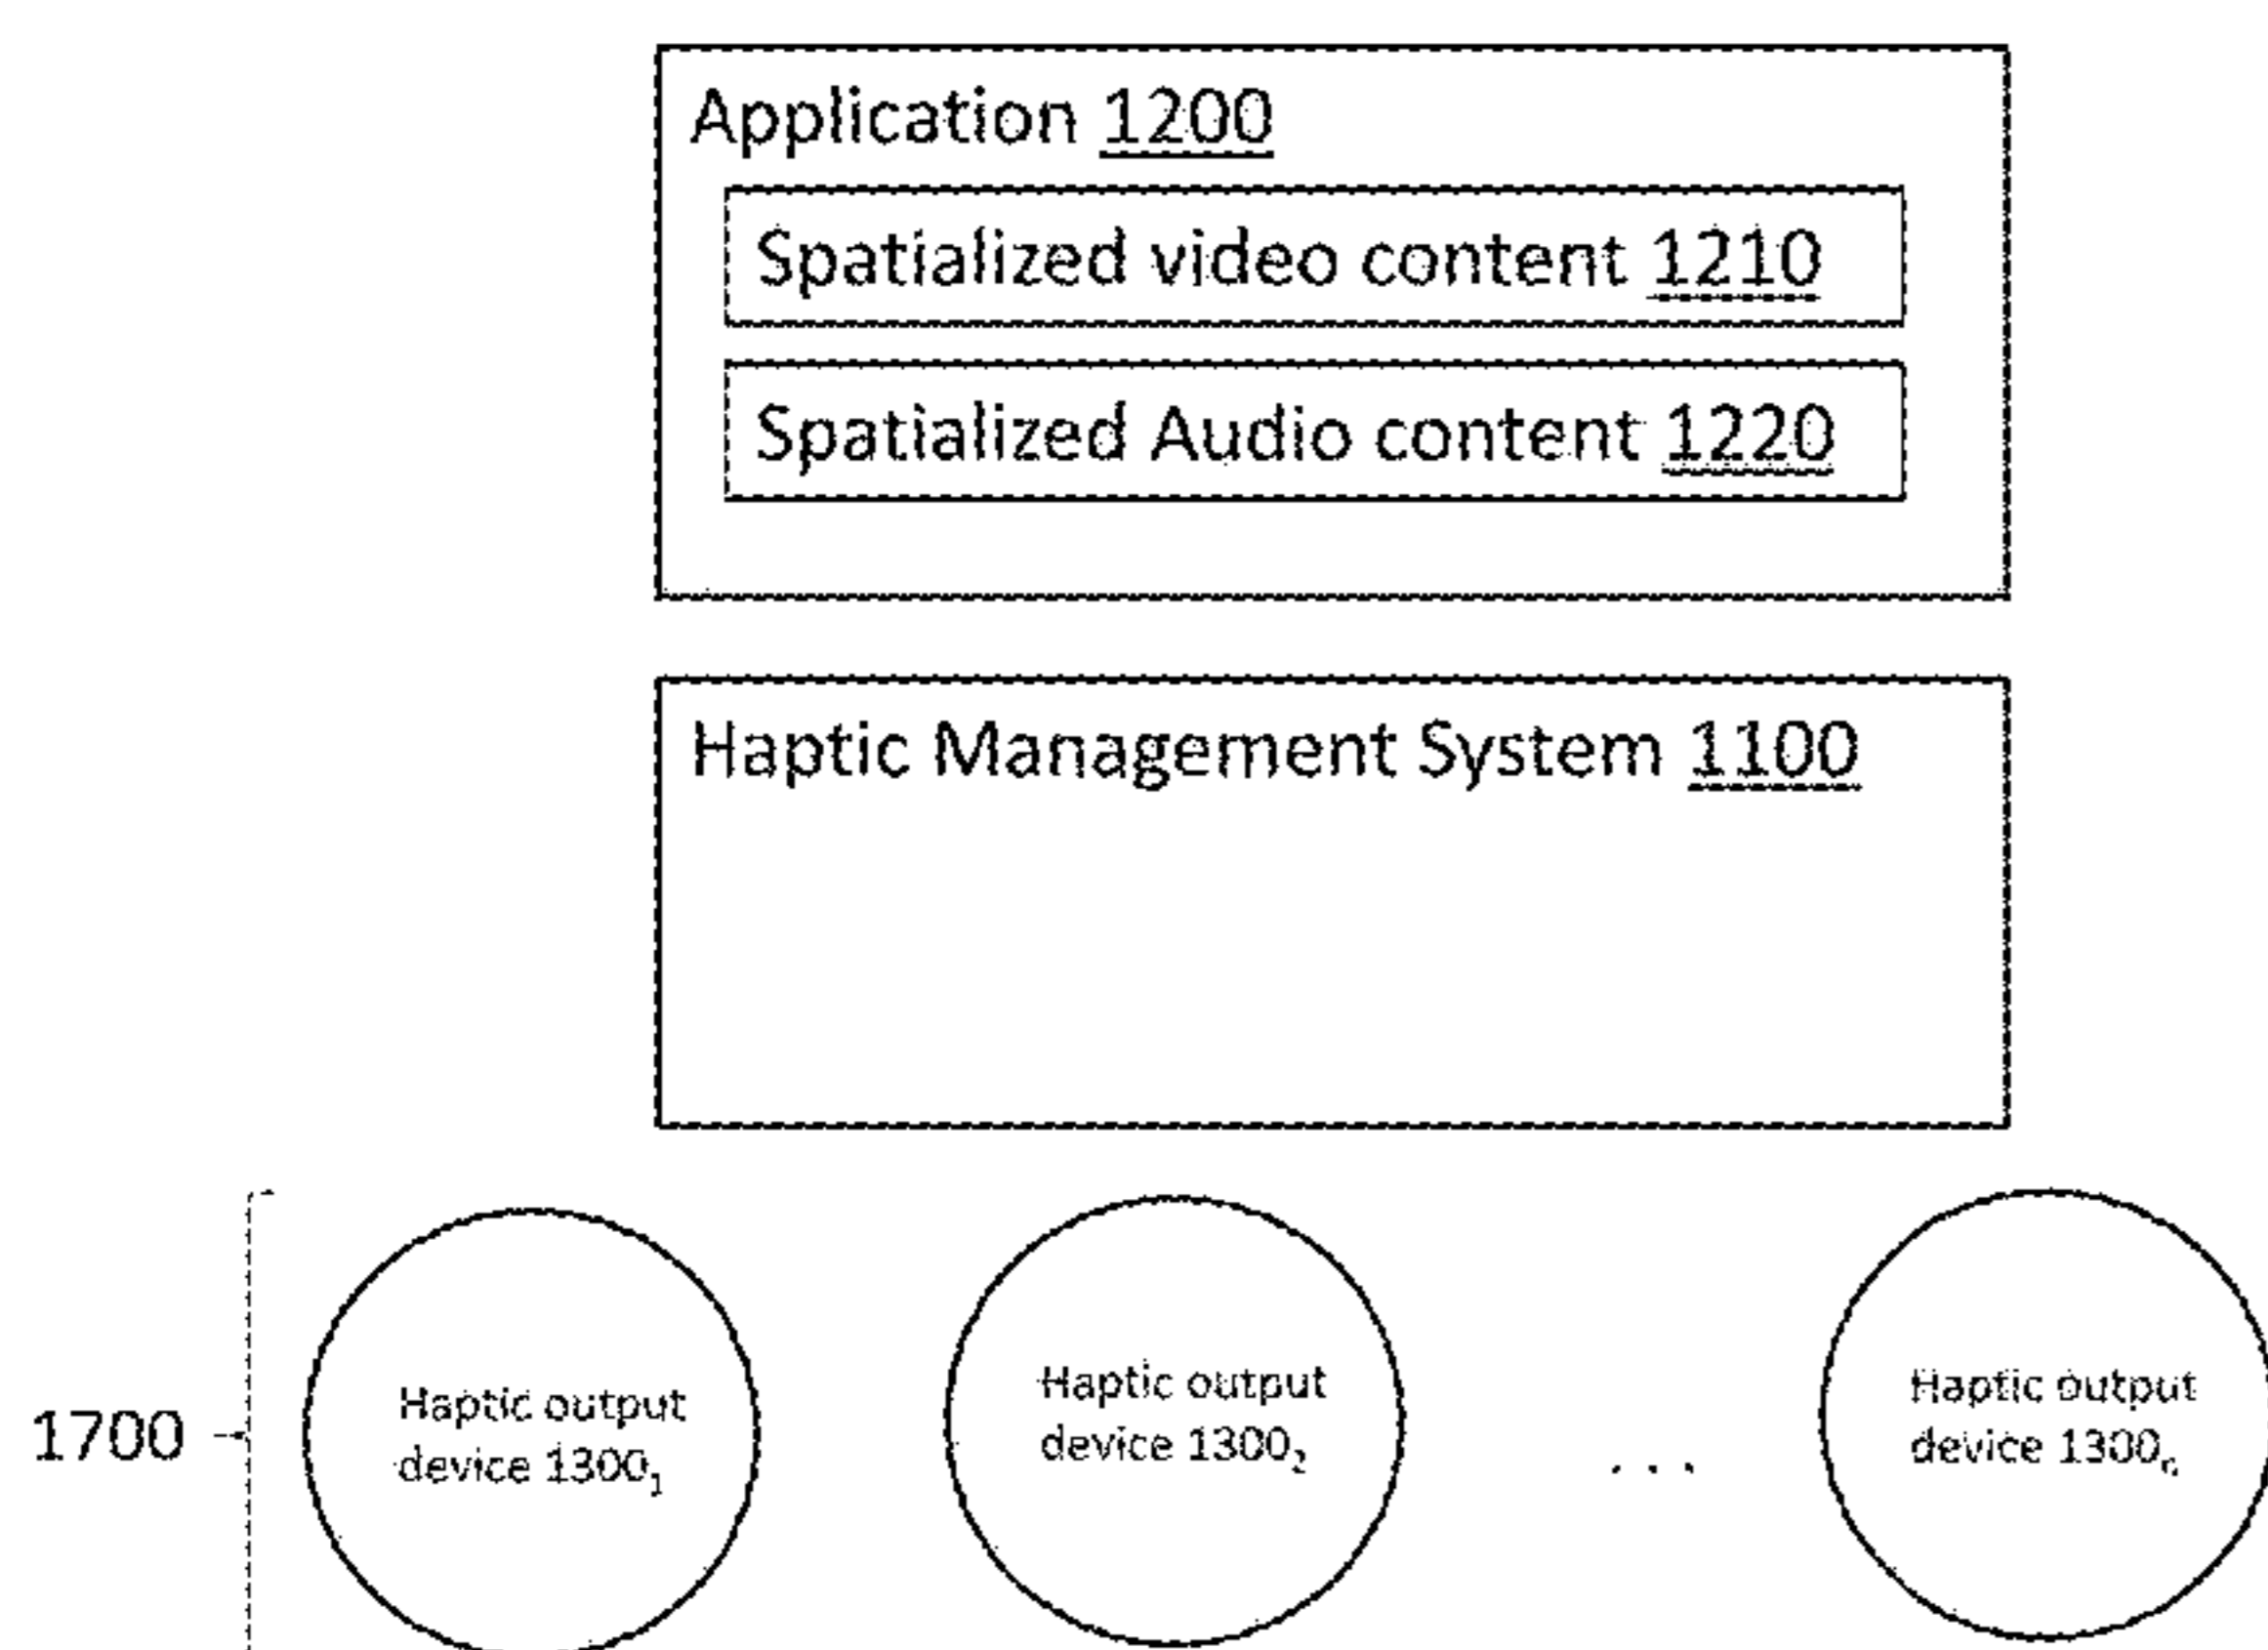 Application 1200
Spatialized video content 1210
Spatialized Audio content 1220
Haptic Management System 1100
1700
Haptic output
device 1300₁
Haptic output
device 1300₂
. . .
Haptic output
device 1300ₙ